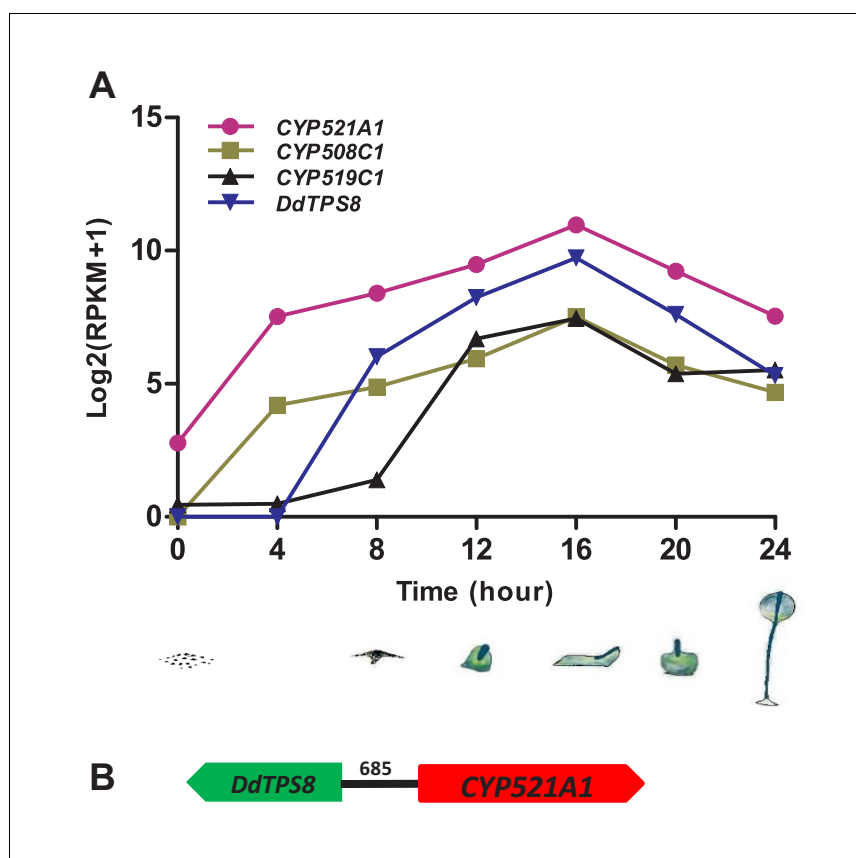 A
15
CYP521A1
CYP508C1
CYP519C1
DdTPS8
10
5
0
Log2(RPKM+1)
0 4 8 12 16 20 24
Time (hour)
B
DdTPS8 685 CYP521A1